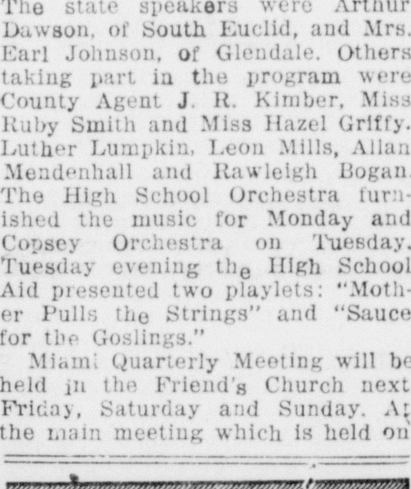 The state speakers were Arthur
Dawson, of South Euclid, and Mrs.
Earl Johnson, of Glendale. Others
taking part in the program were
County Agent J. R. Kimber, Miss
Ruby Smith and Miss Hazel Griffy.
Luther Lumpkin, Leon Mills, Allan
Mendenhall and Rawleigh Bogan.
The High School Orchestra furn-
ished the music for Monday and
Copsey Orchestra on Tuesday.
Tuesday evening the High School
Aid presented two playlets: "Moth-
er Pulls the Strings" and "Sauce
for the Goslings."
Miami Quarterly Meeting will be
held in the Friend's Church next
Friday, Saturday and Sunday. At
the main meeting which is held on